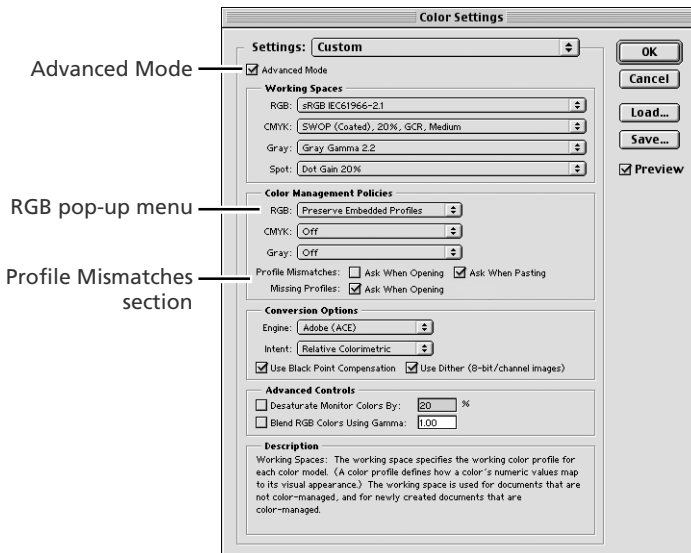 Color Settings
Settings: Custom
OK
Advanced Mode
Advanced Mode
Cancel
Working Spaces
RGB: sRGB IEC61966-2.1
Load...
CMYK: SWOP (Coated), 20%, GCR, Medium
Save...
Gray: Gray Gamma 2.2
Spot: Dot Gain 20%
Preview
Color Management Policies
RGB pop-up menu
RGB: Preserve Embedded Profiles
CMYK: Off
Gray: Off
Profile Mismatches
section
Profile Mismatches: Ask When Opening Ask When Pasting
Missing Profiles: Ask When Opening
Conversion Options
Engine: Adobe (ACE)
Intent: Relative Colorimetric
Use Black Point Compensation Use Dither (8-bit/channel images)
Advanced Controls
Desaturate Monitor Colors By: 20 %
Blend RGB Colors Using Gamma: 1.00
Description
Working Spaces: The working space specifies the working color profile for
each color model. (A color profile defines how a color's numeric values map
to its visual appearance.) The working space is used for documents that are
not color-managed, and for newly created documents that are
color-managed.